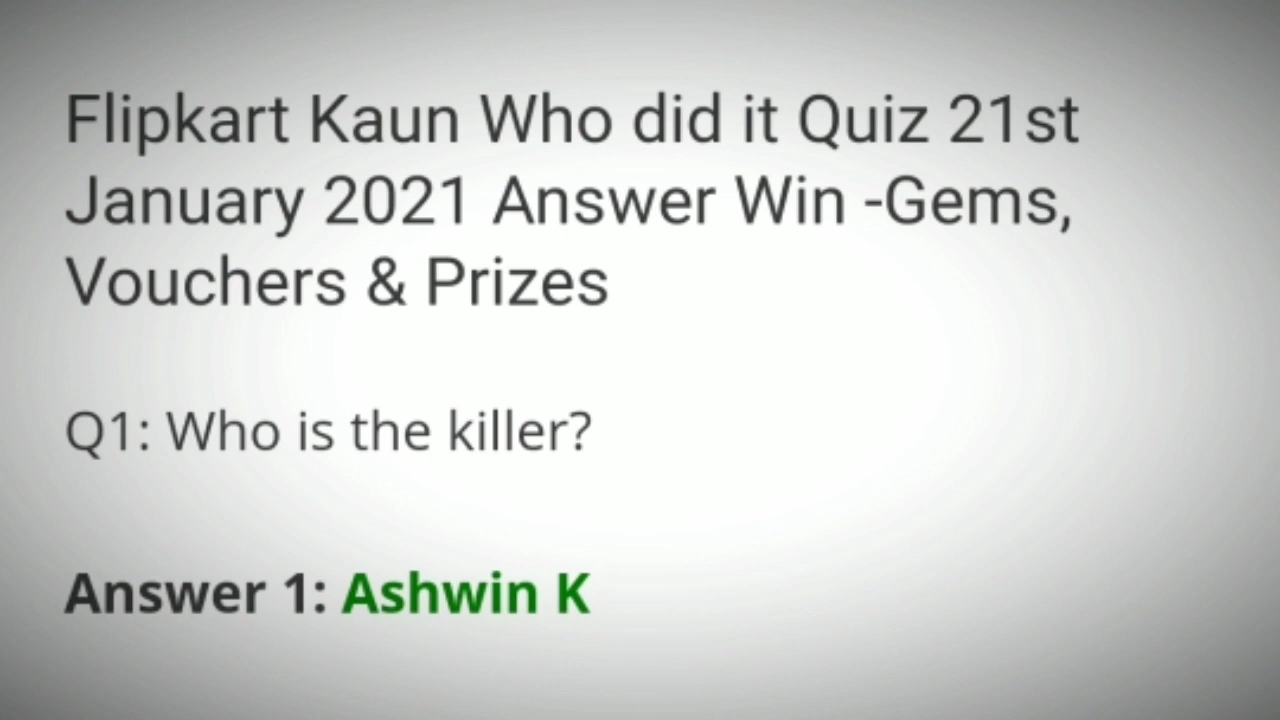 Flipkart Kaun Who did it Quiz 21st
January 2021 Answer Win -Gems,
Vouchers & Prizes
Q1: Who is the killer?
Answer 1: Ashwin K